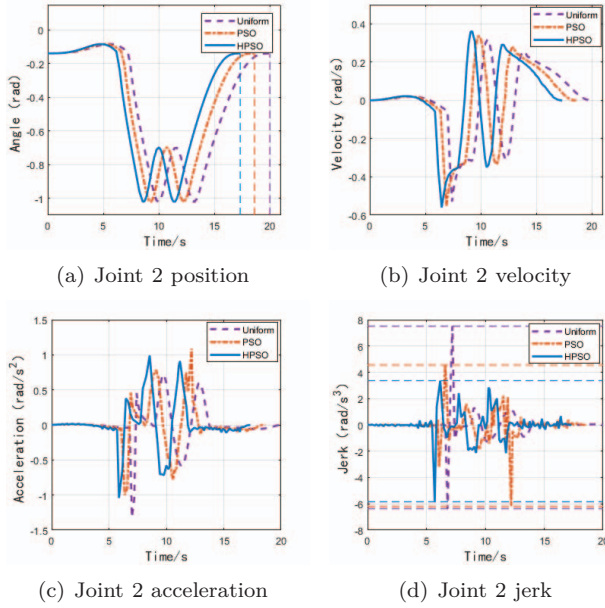 Uniform
PSO
HPSO
0
-0.2
-0.4
-0.6
-0.8
-1
Angle (rad)
0
5
10
15
20
Time/s
(a) Joint 2 position
Uniform
PSO
HPSO
0.4
0.2
0
-0.2
-0.4
-0.6
Velocity (rad/s)
0
5
10
15
20
Time/s
(b) Joint 2 velocity
Uniform
PSO
HPSO
1.5
1
0.5
0
-0.5
-1
-1.5
Acceleration (rad/s²)
0
5
10
15
20
Time/s
(c) Joint 2 acceleration
Uniform
PSO
HPSO
8
6
4
2
0
-2
-4
-6
-8
Jerk (rad/s³)
0
5
10
15
20
Time/s
(d) Joint 2 jerk